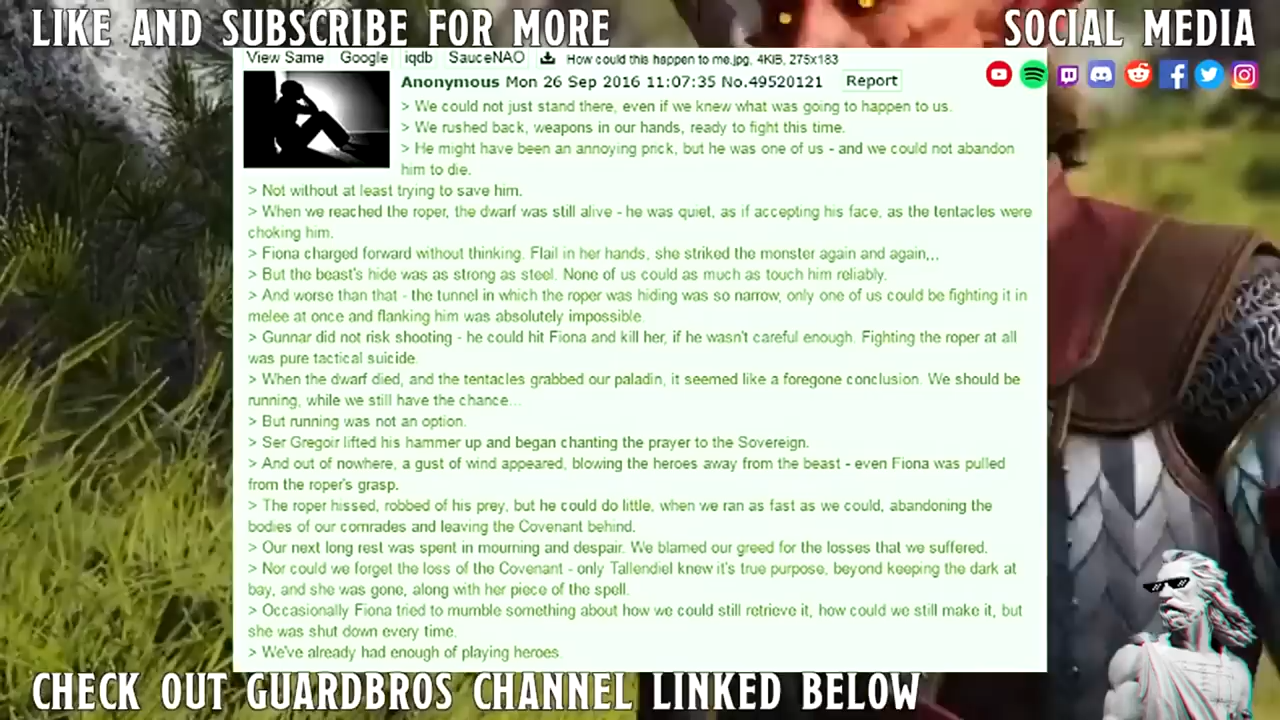 LIKE AND SUBSCRIBE FOR MORE
SOCIAL MEDIA
View Same Google iqdb SauceNAO How could this happen to me.jpg, 4KiB, 275x183
Anonymous Mon 26 Sep 2016 11:07:35 No.49520121 Report
> We could not just stand there, even if we knew what was going to happen to us.
> We rushed back, weapons in our hands, ready to fight this time.
> He might have been an annoying prick, but he was one of us - and we could not abandon
him to die.
> Not without at least trying to save him.
> When we reached the roper, the dwarf was still alive - he was quiet, as if accepting his face, as the tentacles were
choking him.
> Fiona charged forward without thinking. Flail in her hands, she striked the monster again and again,,,
> But the beast's hide was as strong as steel. None of us could as much as touch him reliably.
> And worse than that - the tunnel in which the roper was hiding was so narrow, only one of us could be fighting it in
melee at once and flanking him was absolutely impossible.
> Gunnar did not risk shooting - he could hit Fiona and kill her, if he wasn't careful enough. Fighting the roper at all
was pure tactical suicide.
> When the dwarf died, and the tentacles grabbed our paladin, it seemed like a foregone conclusion. We should be
running, while we still have the chance...
> But running was not an option.
> Ser Gregoir lifted his hammer up and began chanting the prayer to the Sovereign.
> And out of nowhere, a gust of wind appeared, blowing the heroes away from the beast - even Fiona was pulled
from the roper's grasp.
> The roper hissed, robbed of his prey, but he could do little, when we ran as fast as we could, abandoning the
bodies of our comrades and leaving the Covenant behind.
> Our next long rest was spent in mourning and despair. We blamed our greed for the losses that we suffered.
> Nor could we forget the loss of the Covenant - only Tallendiel knew it's true purpose, beyond keeping the dark at
bay, and she was gone, along with her piece of the spell.
> Occasionally Fiona tried to mumble something about how we could still retrieve it, how could we still make it, but
she was shut down every time.
> We've already had enough of playing heroes.
CHECK OUT GUARDBROS CHANNEL LINKED BELOW